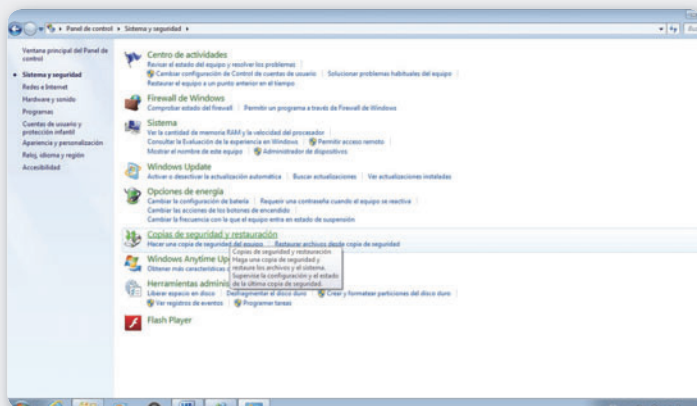 Panel de control ▸ Sistema y seguridad ▸
Ventana principal del Panel de
control
Sistema y seguridad
Redes e Internet
Hardware y sonido
Programas
Cuentas de usuario y
protección infantil
Apariencia y personalización
Reloj, idioma y región
Accesibilidad
Centro de actividades
Revisar el estado del equipo y resolver los problemas
Cambiar configuración de Control de cuentas de usuario | Solucionar problemas habituales del equipo
Restaurar el equipo a un punto anterior en el tiempo
Firewall de Windows
Comprobar estado del firewall | Permitir un programa a través de Firewall de Windows
Sistema
Ver la cantidad de memoria RAM y la velocidad del procesador
Consultar la Evaluación de la experiencia en Windows | Permitir acceso remoto
Mostrar el nombre de este equipo | Administrador de dispositivos
Windows Update
Activar o desactivar la actualización automática | Buscar actualizaciones | Ver actualizaciones instaladas
Opciones de energía
Cambiar la configuración de batería | Requerir una contraseña cuando el equipo se reactiva
Cambiar las acciones de los botones de encendido
Cambiar la frecuencia con la que el equipo entra en estado de suspensión
Copias de seguridad y restauración
Hacer una copia de seguridad del equipo | Restaurar archivos desde copia de seguridad
Copias de seguridad y restauración
Haga una copia de seguridad y
restaure los archivos y el sistema.
Supervise la configuración y el estado
de la última copia de seguridad.
Windows Anytime Up
Obtener más características
Herramientas adminis
Liberar espacio en disco | Desfragmentar el disco duro | Crear y formatear particiones del disco duro
Ver registros de eventos | Programar tareas
Flash Player